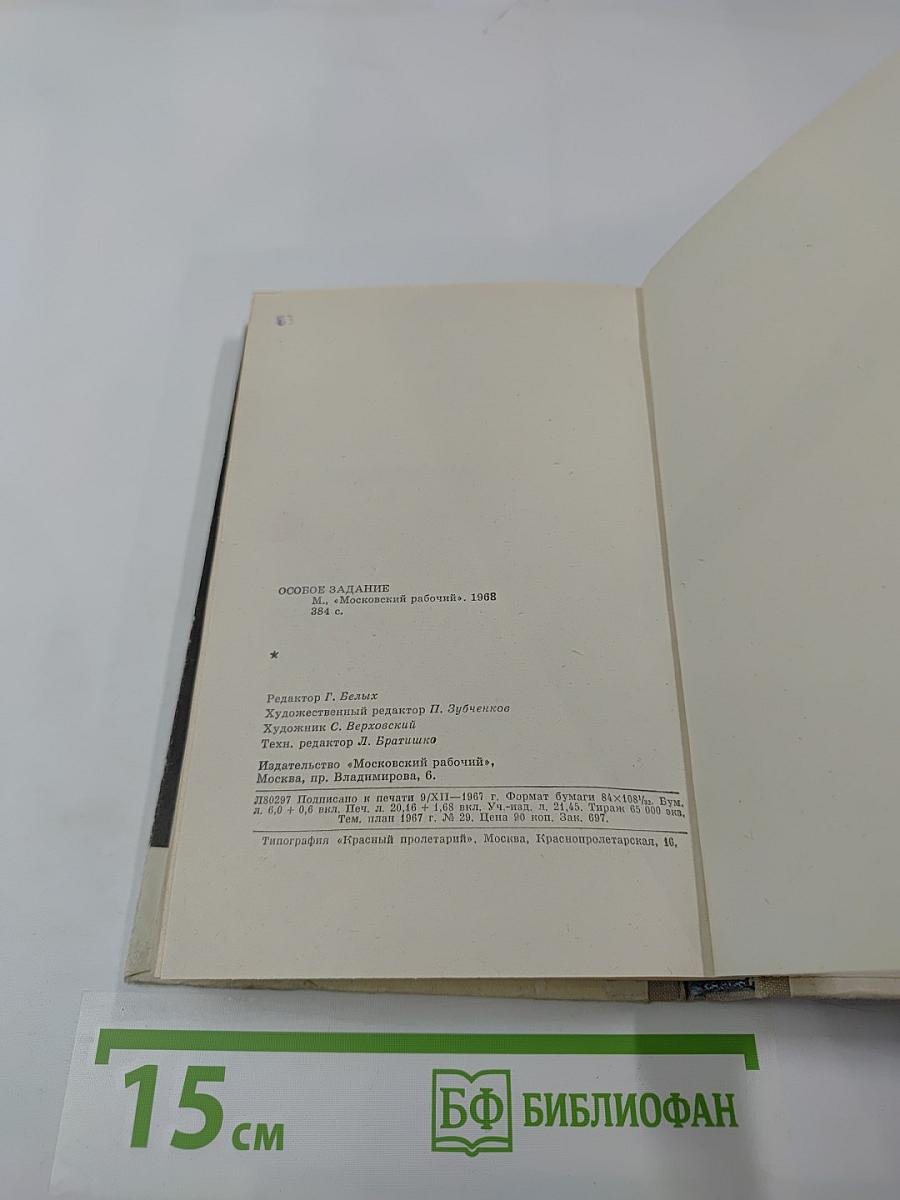 53
ОСОБОЕ ЗАДАНИЕ
М., «Московский рабочий». 1968
384 с.
*
Редактор Г. Белых
Художественный редактор П. Зубченков
Художник С. Верховский
Техн. редактор Л. Братишко
Издательство «Московский рабочий»,
Москва, пр. Владимирова, 6.
Л80297 Подписано к печати 9/XII—1967 г. Формат бумаги 84×108¹/₃₂. Бум.
л. 6,0 + 0,6 вкл. Печ. л. 20,16 + 1,68 вкл. Уч.-изд. л. 21,45. Тираж 65 000 экз.
Тем. план 1967 г. № 29. Цена 90 коп. Зак. 697.
Типография «Красный пролетарий». Москва, Краснопролетарская, 16.
15 см
БФ БИБЛИОФАН